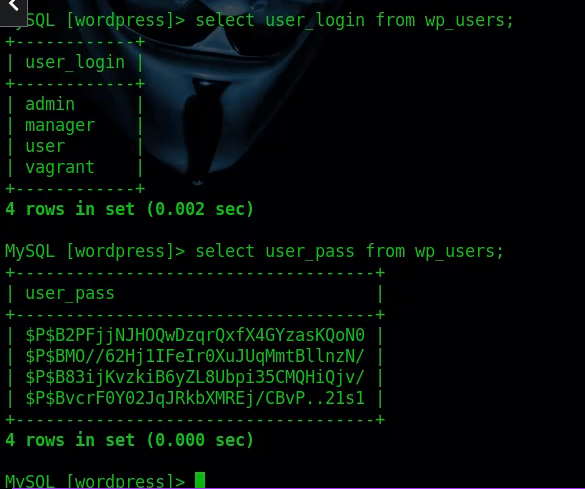 MySQL [wordpress]> select user_login from wp_users;
+------------+
| user_login |
+------------+
| admin      |
| manager    |
| user       |
| vagrant    |
+------------+
4 rows in set (0.002 sec)
MySQL [wordpress]> select user_pass from wp_users;
+------------------------------------+
| user_pass                          |
+------------------------------------+
| $P$B2PFjjNJHOQwDzqrQxfX4GYzasKQoN0 |
| $P$BMO//62Hj1IFeIr0XuJUqMmtBllnzN/ |
| $P$B83ijKvzkiB6yZL8Ubpi35CMQHiQjv/ |
| $P$BvcrF0Y02JqJRkbXMREj/CBvP..21s1 |
+------------------------------------+
4 rows in set (0.000 sec)
MySQL [wordpress]>